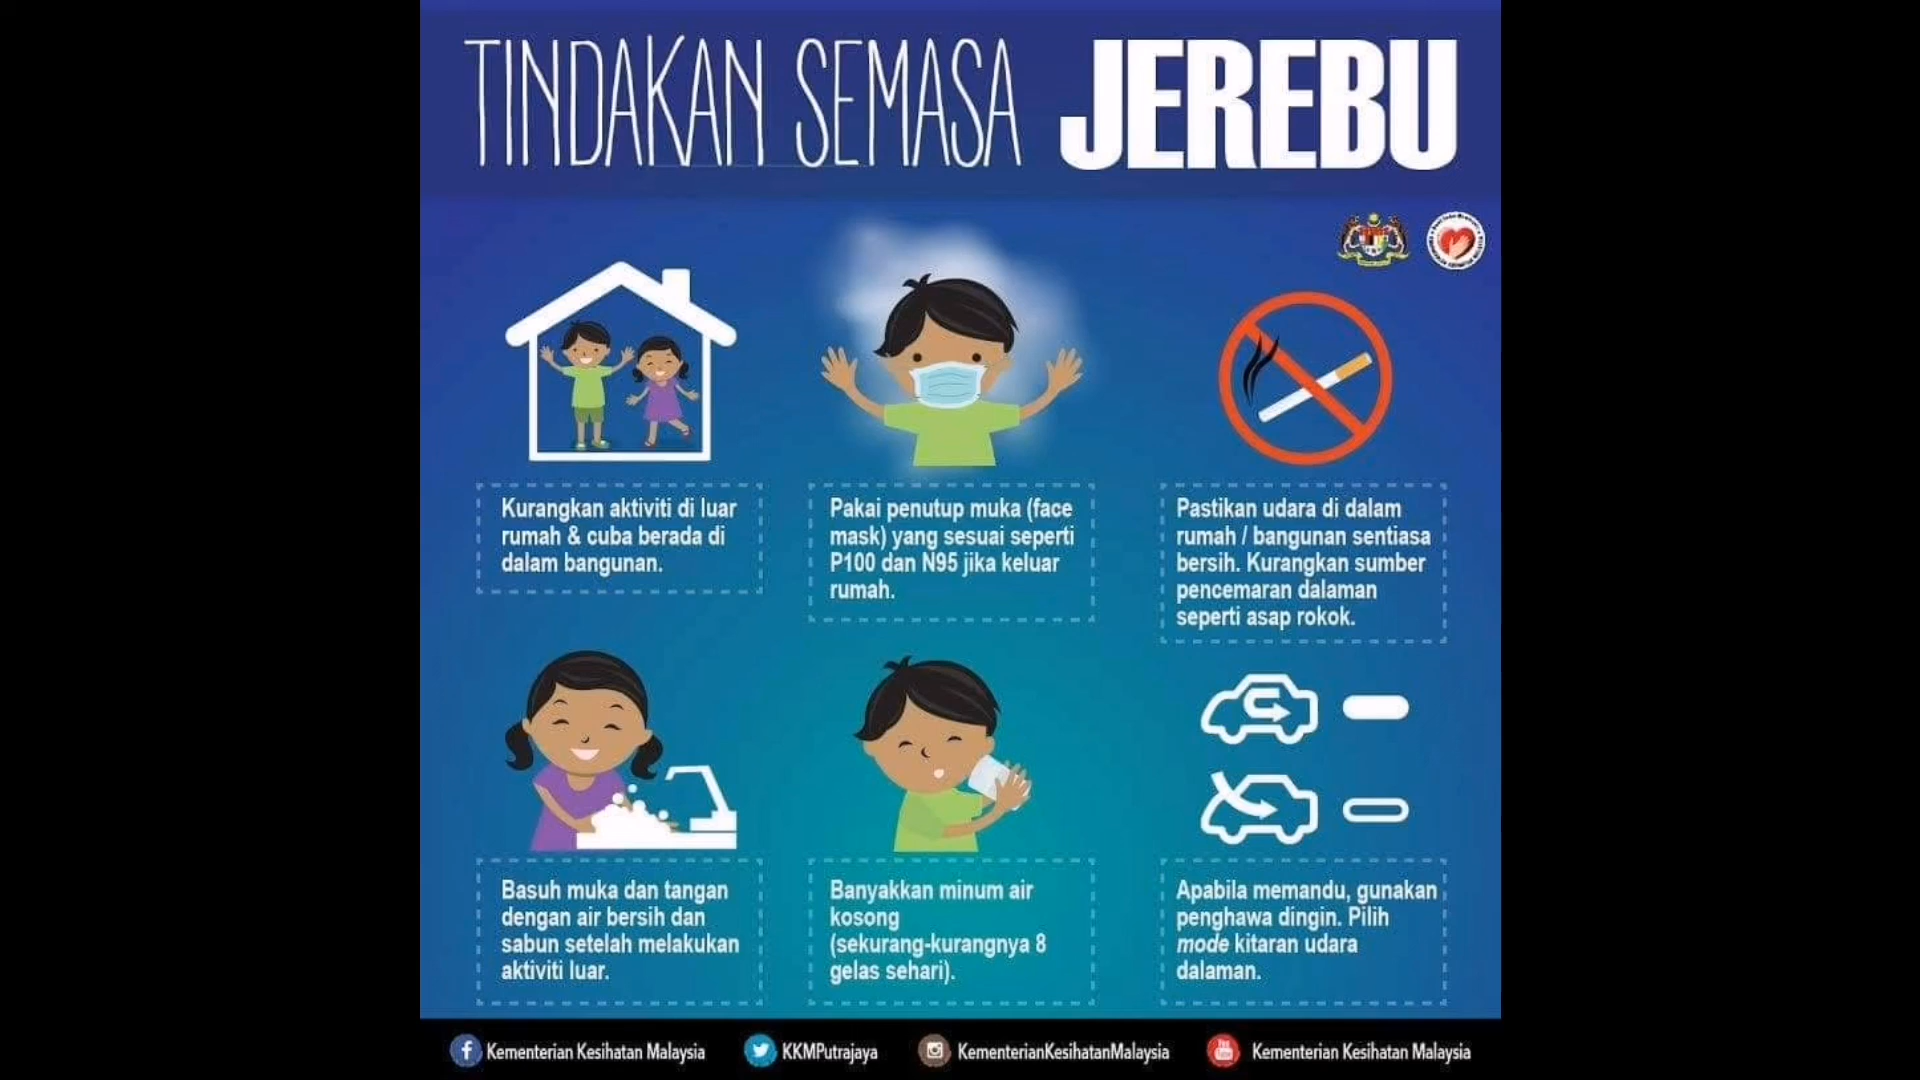 TINDAKAN SEMASA JEREBU
Kurangkan aktiviti di luar
rumah & cuba berada di
dalam bangunan.
Pakai penutup muka (face
mask) yang sesuai seperti
P100 dan N95 jika keluar
rumah.
Pastikan udara di dalam
rumah / bangunan sentiasa
bersih. Kurangkan sumber
pencemaran dalaman
seperti asap rokok.
Basuh muka dan tangan
dengan air bersih dan
sabun setelah melakukan
aktiviti luar.
Banyakkan minum air
kosong
(sekurang-kurangnya 8
gelas sehari).
Apabila memandu, gunakan
penghawa dingin. Pilih
mode kitaran udara
dalaman.
Kementerian Kesihatan Malaysia
KKMPutrajaya
KementerianKesihatanMalaysia
Kementerian Kesihatan Malaysia